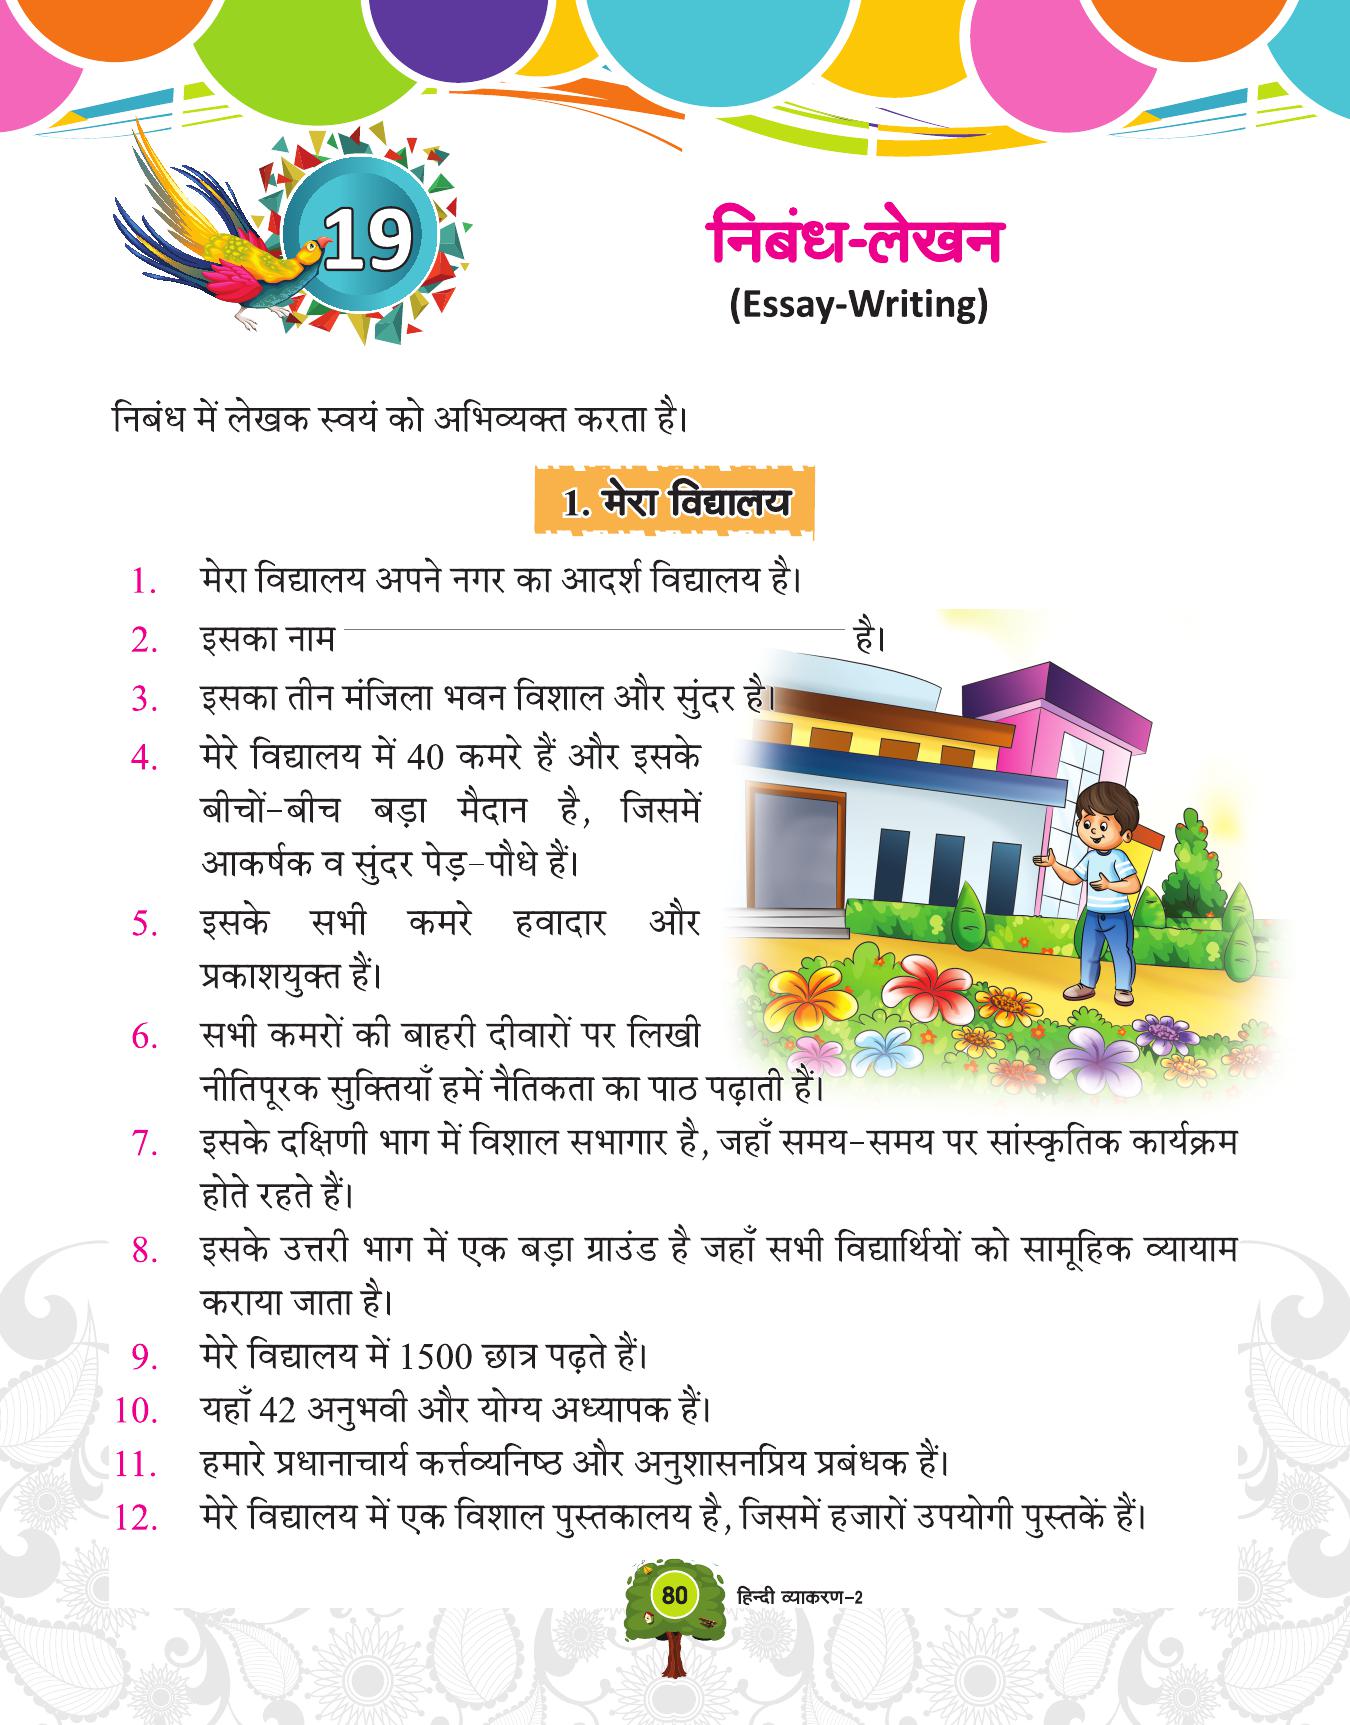 19
निबंध-लेखन
(Essay-Writing)
निबंध में लेखक स्वयं को अभिव्यक्त करता है।
1. मेरा विद्यालय
1. मेरा विद्यालय अपने नगर का आदर्श विद्यालय है।
2. इसका नाम ______________________ है।
3. इसका तीन मंजिला भवन विशाल और सुंदर है।
4. मेरे विद्यालय में 40 कमरे हैं और इसके
बीचों-बीच बड़ा मैदान है, जिसमें
आकर्षक व सुंदर पेड़-पौधे हैं।
5. इसके सभी कमरे हवादार और
प्रकाशयुक्त हैं।
6. सभी कमरों की बाहरी दीवारों पर लिखी
नीतिपूरक सुक्तियाँ हमें नैतिकता का पाठ पढ़ाती हैं।
7. इसके दक्षिणी भाग में विशाल सभागार है, जहाँ समय-समय पर सांस्कृतिक कार्यक्रम
होते रहते हैं।
8. इसके उत्तरी भाग में एक बड़ा ग्राउंड है जहाँ सभी विद्यार्थियों को सामूहिक व्यायाम
कराया जाता है।
9. मेरे विद्यालय में 1500 छात्र पढ़ते हैं।
10. यहाँ 42 अनुभवी और योग्य अध्यापक हैं।
11. हमारे प्रधानाचार्य कर्त्तव्यनिष्ठ और अनुशासनप्रिय प्रबंधक हैं।
12. मेरे विद्यालय में एक विशाल पुस्तकालय है, जिसमें हजारों उपयोगी पुस्तकें हैं।
80 हिन्दी व्याकरण-2